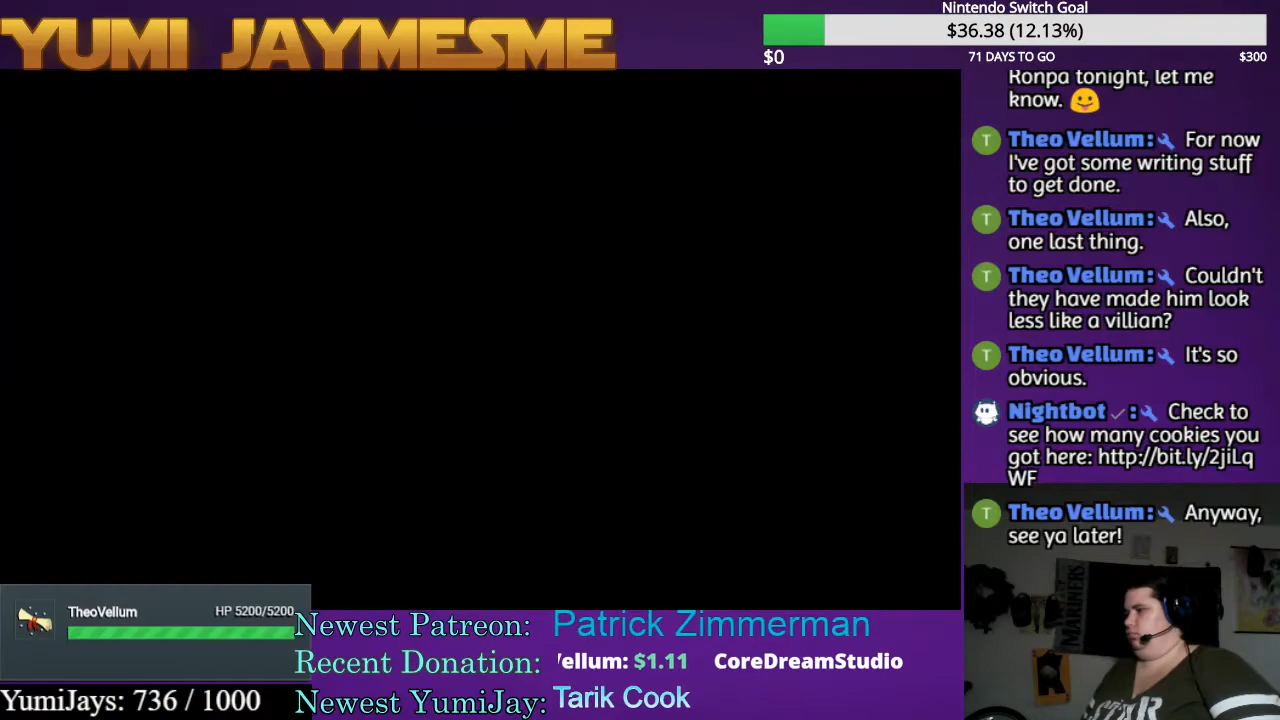 YUMI JAYMESME
Nintendo Switch Goal
$36.38 (12.13%)
$0
71 DAYS TO GO
$300
Ronpa tonight, let me
know.
T Theo Vellum: For now
I've got some writing stuff
to get done.
T Theo Vellum: Also,
one last thing.
T Theo Vellum: Couldn't
they have made him look
less like a villian?
T Theo Vellum: It's so
obvious.
Nightbot : Check to
see how many cookies you
got here: http://bit.ly/2jiLq
WF
T Theo Vellum: Anyway,
see ya later!
MARINERS
TheoVellum
HP 5200/5200
Newest Patreon: Patrick Zimmerman
Recent Donation: ellum: $1.11 CoreDreamStudio
YumiJays: 736 / 1000
Newest YumiJay: Tarik Cook